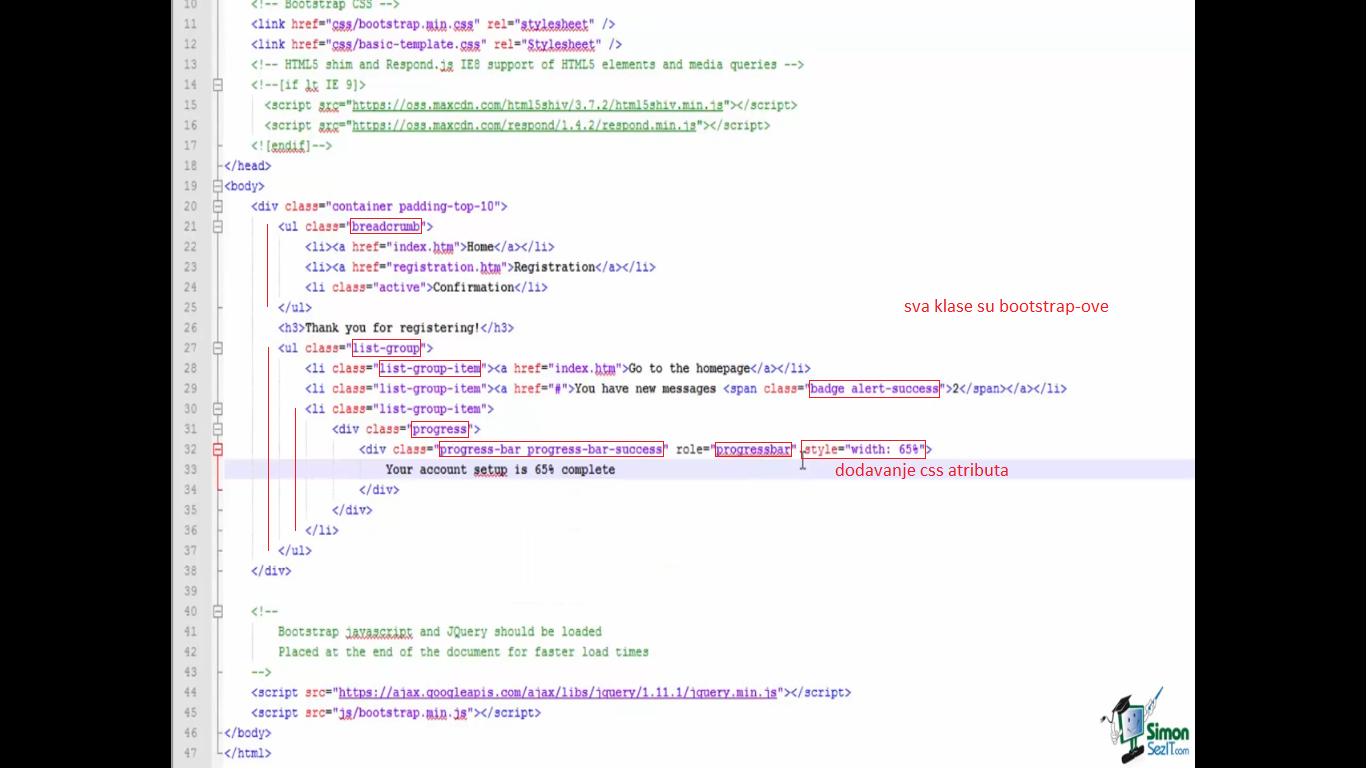 10 <!-- Bootstrap CSS -->
11 <link href="css/bootstrap.min.css" rel="stylesheet" />
12 <link href="css/basic-template.css" rel="Stylesheet" />
13 <!-- HTML5 shim and Respond.js IE8 support of HTML5 elements and media queries -->
14 <!--[if lt IE 9]>
15 <script src="https://oss.maxcdn.com/html5shiv/3.7.2/html5shiv.min.js"></script>
16 <script src="https://oss.maxcdn.com/respond/1.4.2/respond.min.js"></script>
17 <![endif]-->
18 </head>
19 <body>
20 <div class="container padding-top-10">
21 <ul class="breadcrumb">
22 <li><a href="index.htm">Home</a></li>
23 <li><a href="registration.htm">Registration</a></li>
24 <li class="active">Confirmation</li>
25 </ul>
sva klase su bootstrap-ove
26 <h3>Thank you for registering!</h3>
27 <ul class="list-group">
28 <li class="list-group-item"><a href="index.htm">Go to the homepage</a></li>
29 <li class="list-group-item"><a href="#">You have new messages <span class="badge alert-success">2</span></a></li>
30 <li class="list-group-item">
31 <div class="progress">
32 <div class="progress-bar progress-bar-success" role="progressbar" style="width: 65%">
33 Your account setup is 65% complete
dodavanje css atributa
34 </div>
35 </div>
36 </li>
37 </ul>
38 </div>
39
40 <!--
41 Bootstrap javascript and JQuery should be loaded
42 Placed at the end of the document for faster load times
43 -->
44 <script src="https://ajax.googleapis.com/ajax/libs/jquery/1.11.1/jquery.min.js"></script>
45 <script src="js/bootstrap.min.js"></script>
46 </body>
47 </html>
Simon
SezIT.com